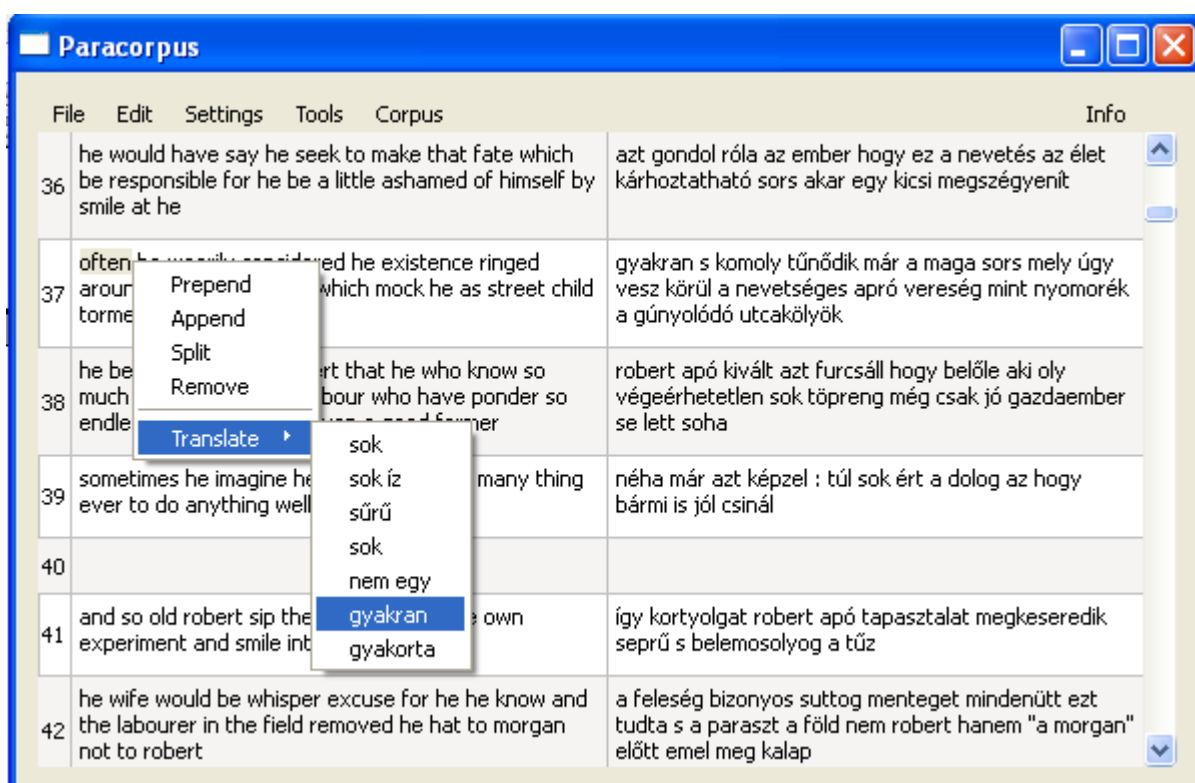 Paracorpus
File Edit Settings Tools Corpus Info
36
he would have say he seek to make that fate which
be responsible for he be a little ashamed of himself by
smile at he
azt gondol róla az ember hogy ez a nevetés az élet
kárhoztatható sors akar egy kicsi megszégyenít
37
often he wearily considered he existence ringed
which mock he as street child
gyakran s komoly tűnődik már a maga sors mely úgy
vesz körül a nevetséges apró vereség mint nyomorék
a gúnyolódó utcakölyök
38
he be that he who know so
much who have ponder so
robert apó kivált azt furcsáll hogy belőle aki oly
végeérhetetlen sok töpreng még csak jó gazdaember
se lett soha
39
sometimes he imagine many thing
ever to do anything well
néha már azt képzel : túl sok ért a dolog az hogy
bármi is jól csinál
40
41
and so old robert sip the own
experiment and smile
így kortyolgat robert apó tapasztalat megkeseredik
seprű s belemosolyog a tűz
42
he wife would be whisper excuse for he he know and
the labourer in the field removed he hat to morgan
not to robert
a feleség bizonyos suttog menteget mindenütt ezt
tudta s a paraszt a föld nem robert hanem "a morgan"
előtt emel meg kalap
Prepend
Append
Split
Remove
Translate
sok
sok íz
sűrű
sok
nem egy
gyakran
gyakorta